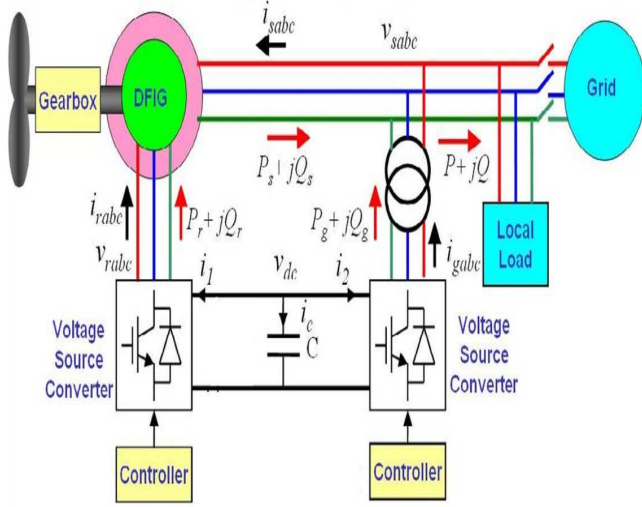 i_sabc
v_sabc
Gearbox
DFIG
Grid
P_s+jQ_s
P+jQ
i_rabc
P_r+jQ_r
P_g+jQ_g
i_gabc
Local
Load
v_rabc
i_1
v_dc
i_2
Voltage
Source
Converter
i_c
C
Voltage
Source
Converter
Controller
Controller